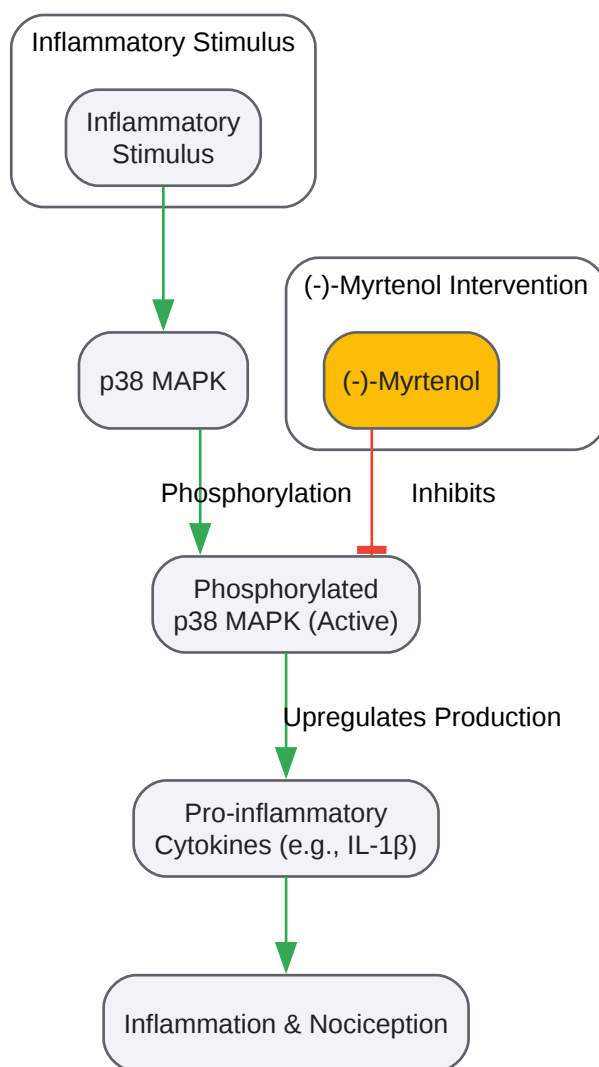 Inflammatory Stimulus
Inflammatory
Stimulus
(-)-Myrtenol Intervention
p38 MAPK
(-)-Myrtenol
Phosphorylation
Inhibits
Phosphorylated
p38 MAPK (Active)
Upregulates Production
Pro-inflammatory
Cytokines (e.g., IL-1β)
Inflammation & Nociception